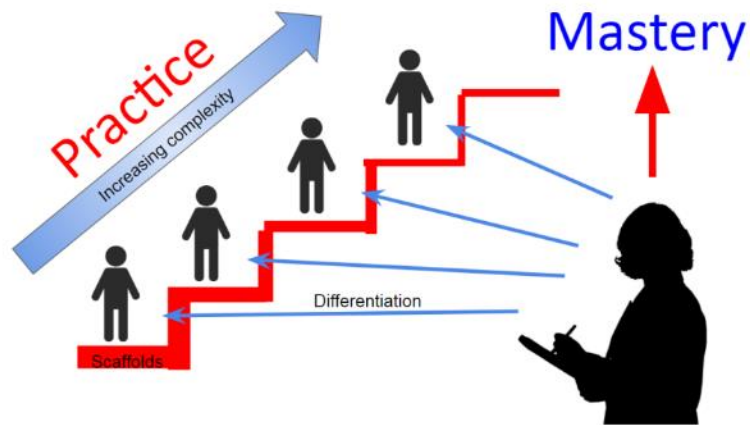 Mastery
Practice
Increasing complexity
Differentiation
Scaffolds